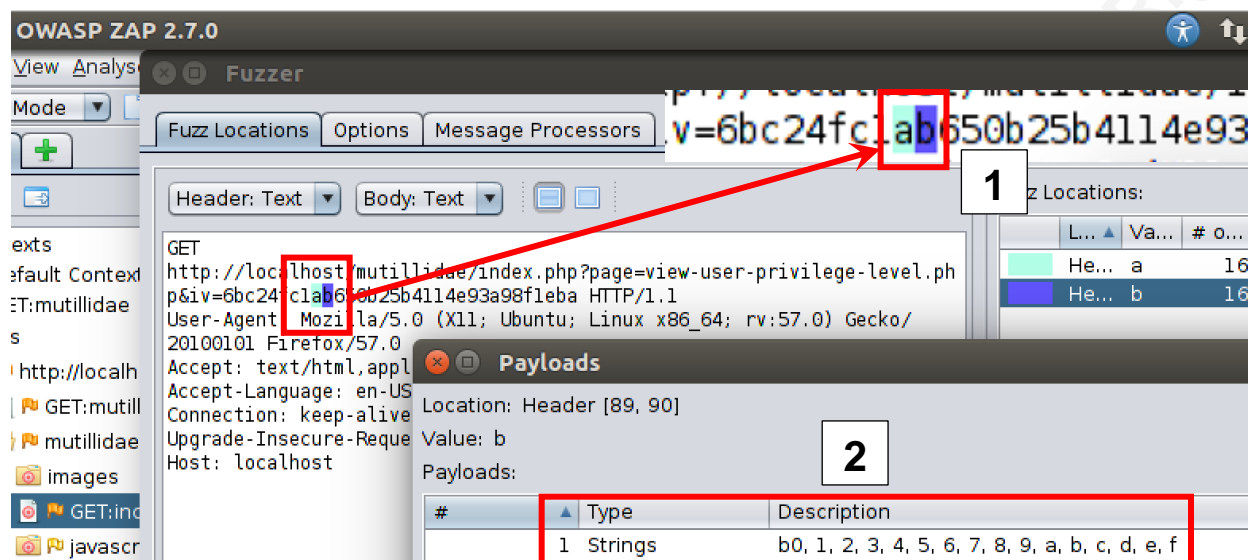 OWASP ZAP 2.7.0
View Analys
Fuzzer
Mode
Fuzz Locations
Options
Message Processors
v=6bc24fc1ab650b25b4114e93
1
z Locations:
Header: Text
Body: Text
L... Va... # o...
He... a 16
He... b 16
exts
efault Context
ET:mutillidae
s
http://localh
GET:mutill
mutillidae
images
GET:inc
javascr
GET
http://localhost/mutillidae/index.php?page=view-user-privilege-level.ph
p&iv=6bc24fc1ab650b25b4114e93a98f1eba HTTP/1.1
User-Agent: Mozilla/5.0 (X11; Ubuntu; Linux x86_64; rv:57.0) Gecko/
20100101 Firefox/57.0
Accept: text/html,appl
Accept-Language: en-US
Connection: keep-alive
Upgrade-Insecure-Reque
Host: localhost
Payloads
Location: Header [89, 90]
Value: b
2
Payloads:
# Type Description
1 Strings b0, 1, 2, 3, 4, 5, 6, 7, 8, 9, a, b, c, d, e, f